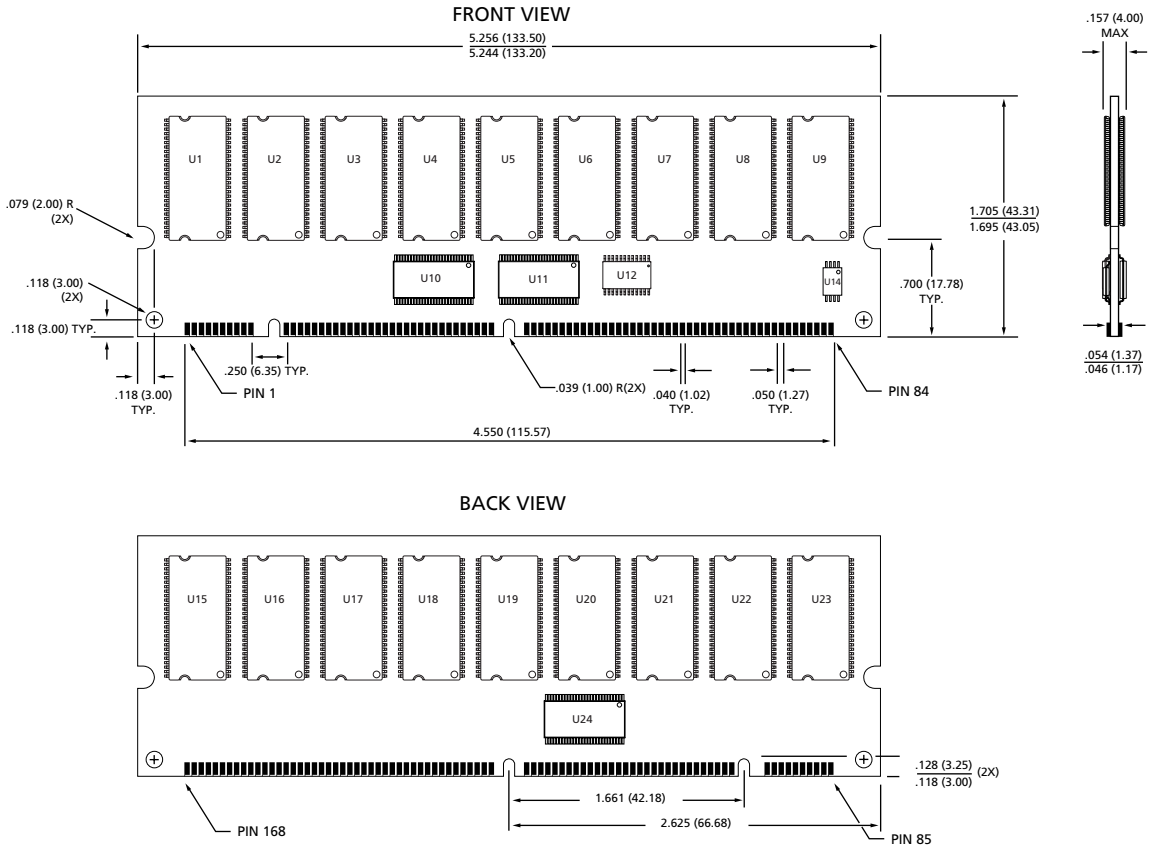 FRONT VIEW
5.256 (133.50)
5.244 (133.20)
.157 (4.00)
MAX
U1 U2 U3 U4 U5 U6 U7 U8 U9
.079 (2.00) R
(2X)
1.705 (43.31)
1.695 (43.05)
U10 U11 U12 U14
.118 (3.00)
(2X)
.700 (17.78)
TYP.
.118 (3.00) TYP.
.054 (1.37)
.046 (1.17)
.250 (6.35) TYP.
.118 (3.00)
TYP.
PIN 1
.039 (1.00) R(2X)
.040 (1.02)
TYP.
.050 (1.27)
TYP.
PIN 84
4.550 (115.57)
BACK VIEW
U15 U16 U17 U18 U19 U20 U21 U22 U23
U24
.128 (3.25)
.118 (3.00)
(2X)
1.661 (42.18)
2.625 (66.68)
PIN 168
PIN 85